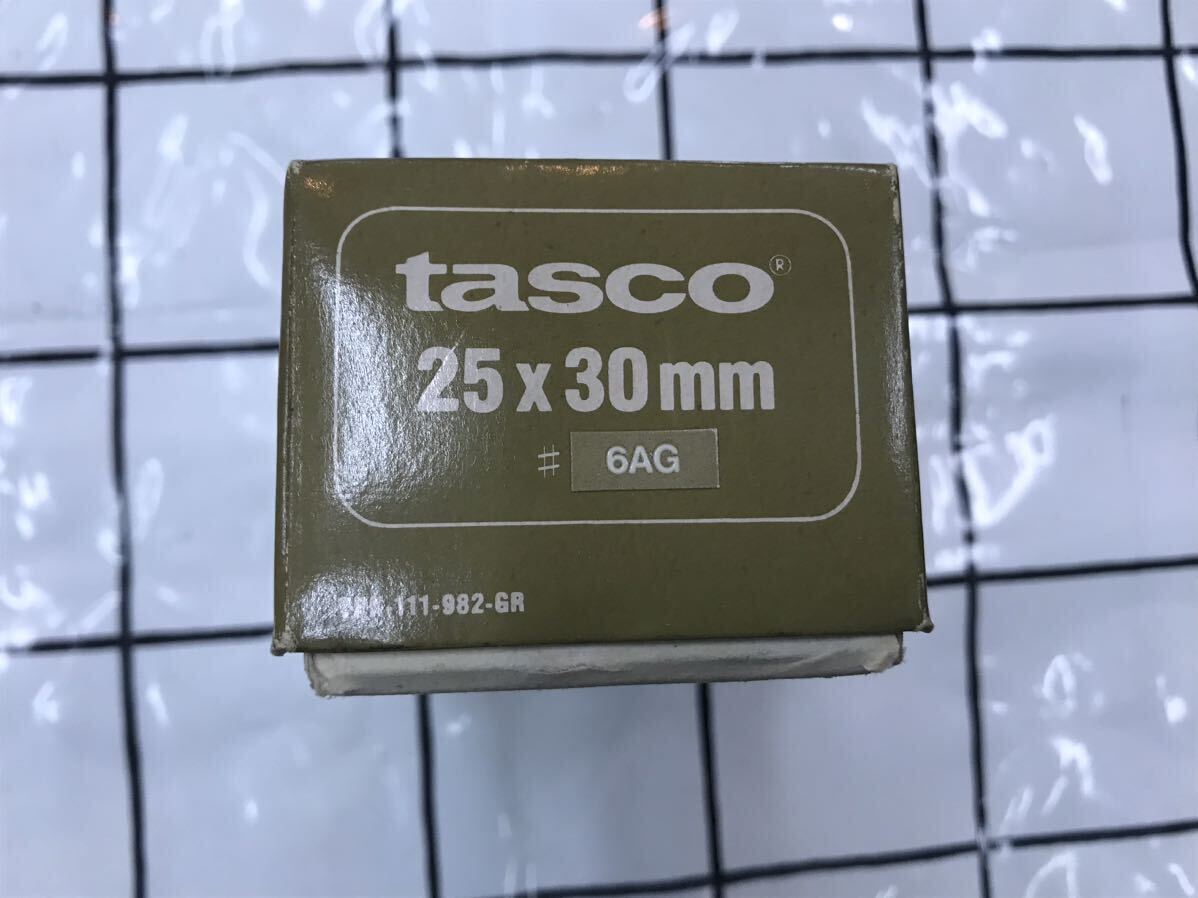 tasco®
25 x 30 mm
# 6AG
111-982-GR